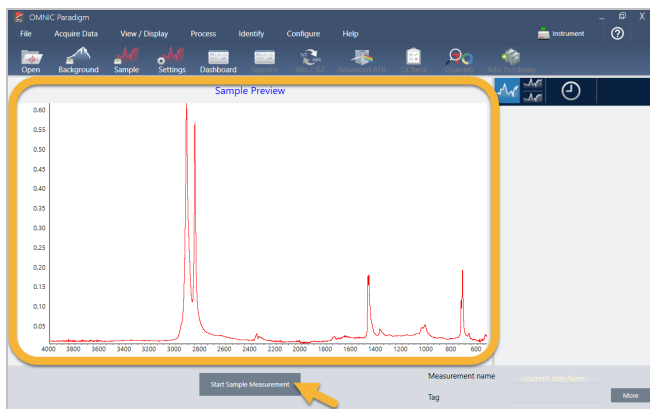 OMNIC Paradigm
File Acquire Data View / Display Process Identify Configure Help Instrument
Open Background Sample Settings Dashboard Spectra Abs / %T Advanced ATR QCheck Quantify Add To Library
Sample Preview
0.60
0.55
0.50
0.45
0.40
0.35
0.30
0.25
0.20
0.15
0.10
0.05
4000 3800 3600 3400 3200 3000 2800 2600 2400 2200 2000 1800 1600 1400 1200 1000 800 600
Start Sample Measurement
Measurement name <current date/time>
Tag
More